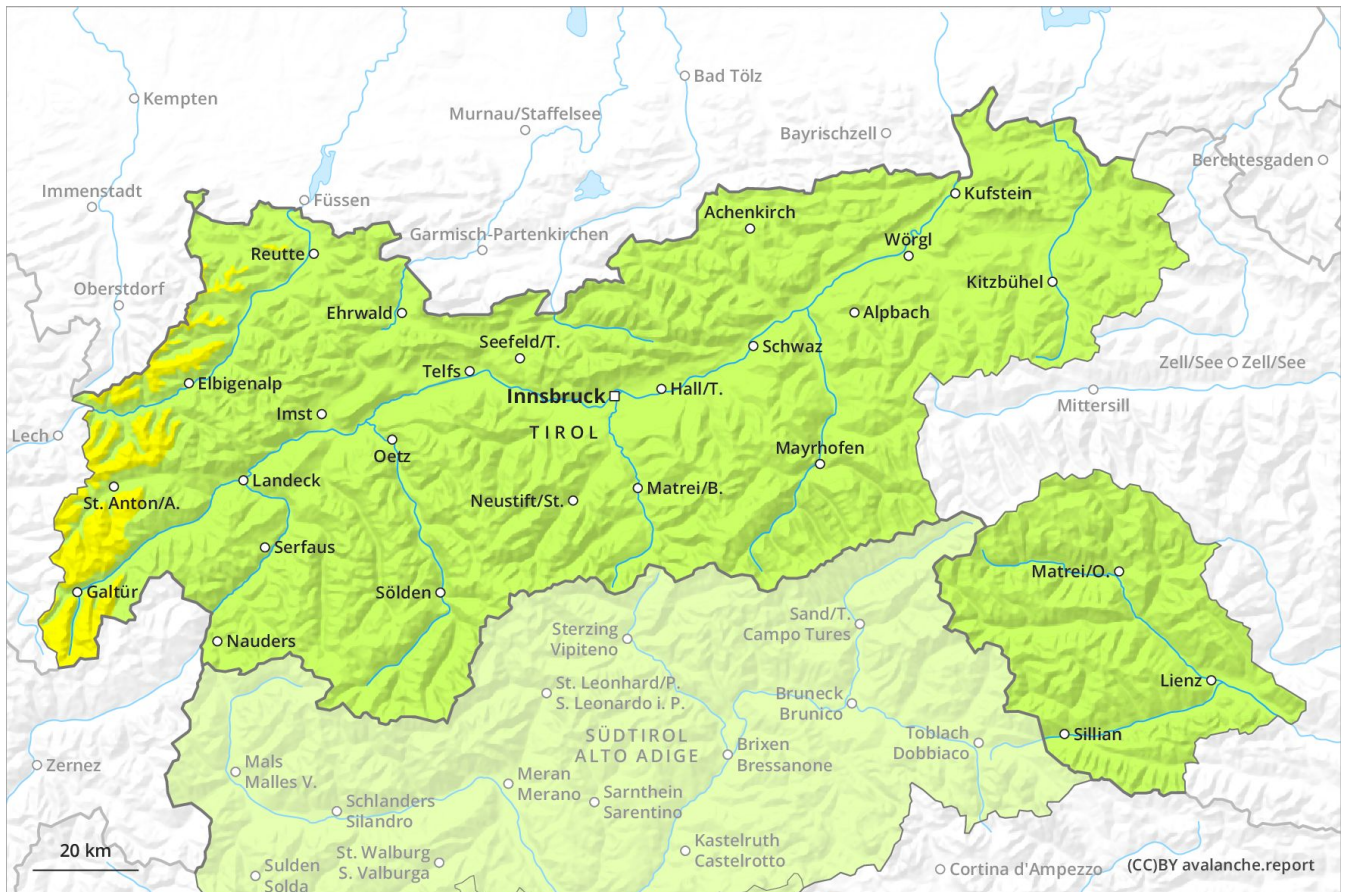 Bad Tölz
Kempten
Murnau/Staffelsee
Bayrischzell
Berchtesgaden
Immenstadt
Füssen
Kufstein
Achenkirch
Garmisch-Partenkirchen
Wörgl
Reutte
Kitzbühel
Oberstdorf
Ehrwald
Alpbach
Seefeld/T.
Schwaz
Zell/See
Zell/See
Telfs
Elbigenalp
Hall/T.
Innsbruck
Mittersill
Imst
Lech
TIROL
Oetz
Mayrhofen
Landeck
St. Anton/A.
Neustift/St.
Matrei/B.
Serfaus
Matrei/O.
Galtür
Sölden
Sand/T.
Campo Tures
Sterzing
Vipiteno
Nauders
Lienz
St. Leonhard/P.
S. Leonardo i. P.
Bruneck
Brunico
SÜDTIROL
ALTO ADIGE
Toblach
Dobbiaco
Sillian
Brixen
Bressanone
Zernez
Mals
Malles V.
Meran
Merano
Sarnthein
Sarentino
Schlanders
Silandro
Kastelruth
Castelrotto
20 km
St. Walburg
S. Valburga
Sulden
Solda
Cortina d'Ampezzo
(CC)BY avalanche.report